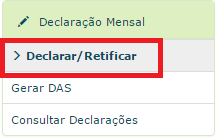 Declaração Mensal
> Declarar/Retificar
Gerar DAS
Consultar Declarações